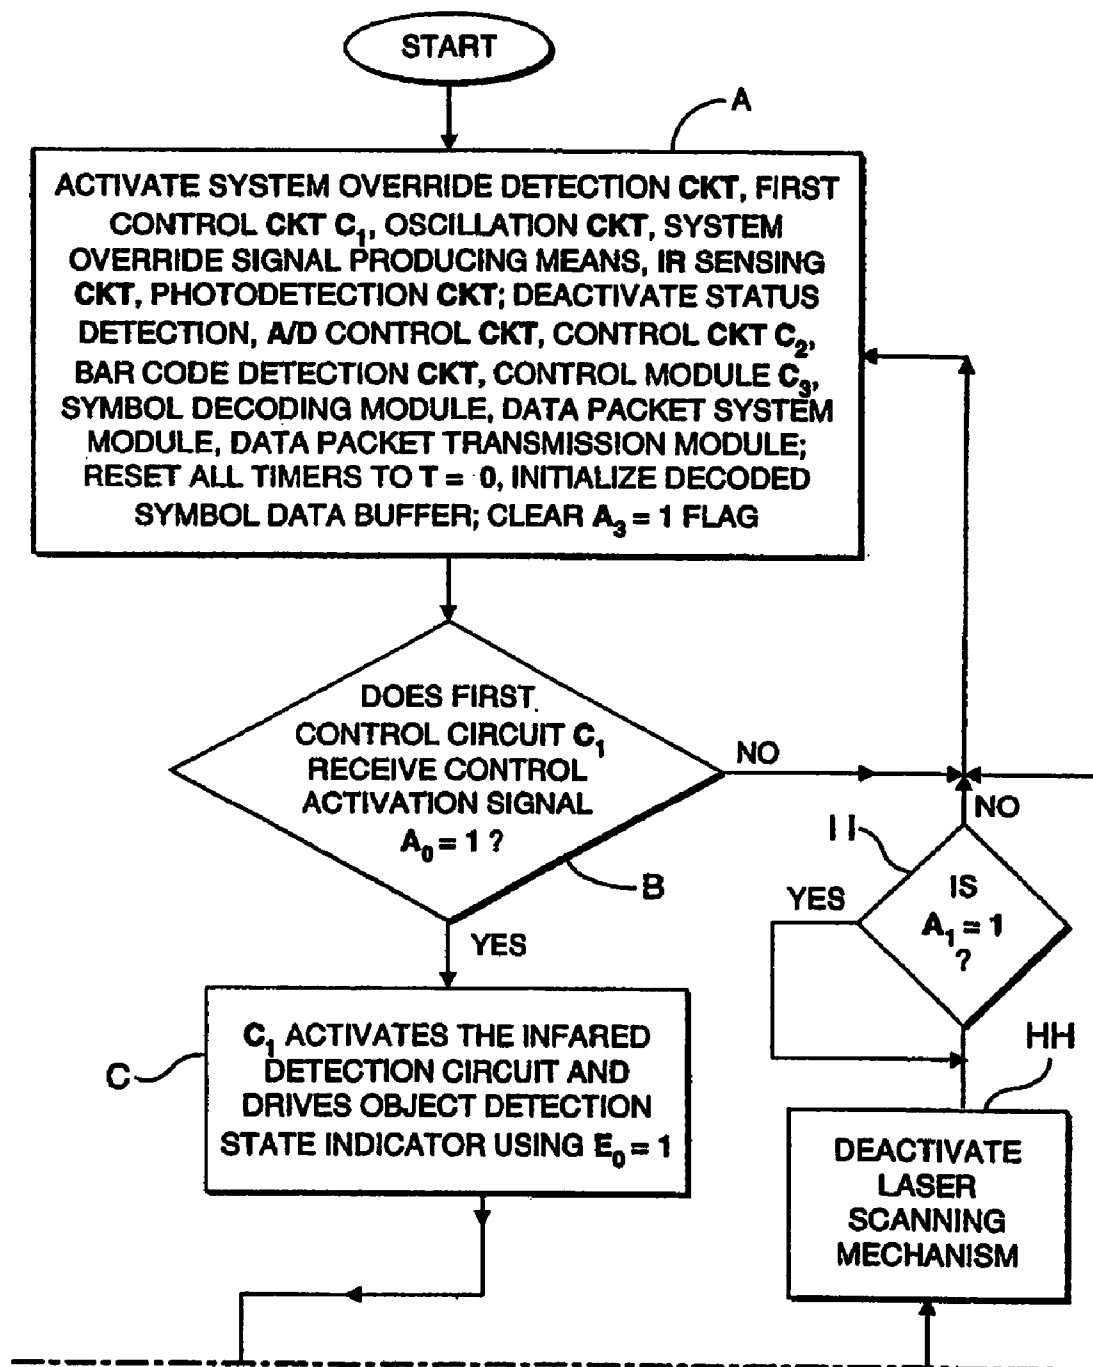 START
A
ACTIVATE SYSTEM OVERRIDE DETECTION CKT, FIRST
CONTROL CKT C₁, OSCILLATION CKT, SYSTEM
OVERRIDE SIGNAL PRODUCING MEANS, IR SENSING
CKT, PHOTODETECTION CKT; DEACTIVATE STATUS
DETECTION, A/D CONTROL CKT, CONTROL CKT C₂,
BAR CODE DETECTION CKT, CONTROL MODULE C₃,
SYMBOL DECODING MODULE, DATA PACKET SYSTEM
MODULE, DATA PACKET TRANSMISSION MODULE;
RESET ALL TIMERS TO T = 0, INITIALIZE DECODED
SYMBOL DATA BUFFER; CLEAR A₃ = 1 FLAG
DOES FIRST
CONTROL CIRCUIT C₁
RECEIVE CONTROL
ACTIVATION SIGNAL
A₀ = 1 ?
NO
B
YES
NO
II
YES
IS
A₁ = 1
?
C
C₁ ACTIVATES THE INFARED
DETECTION CIRCUIT AND
DRIVES OBJECT DETECTION
STATE INDICATOR USING E₀ = 1
HH
DEACTIVATE
LASER
SCANNING
MECHANISM